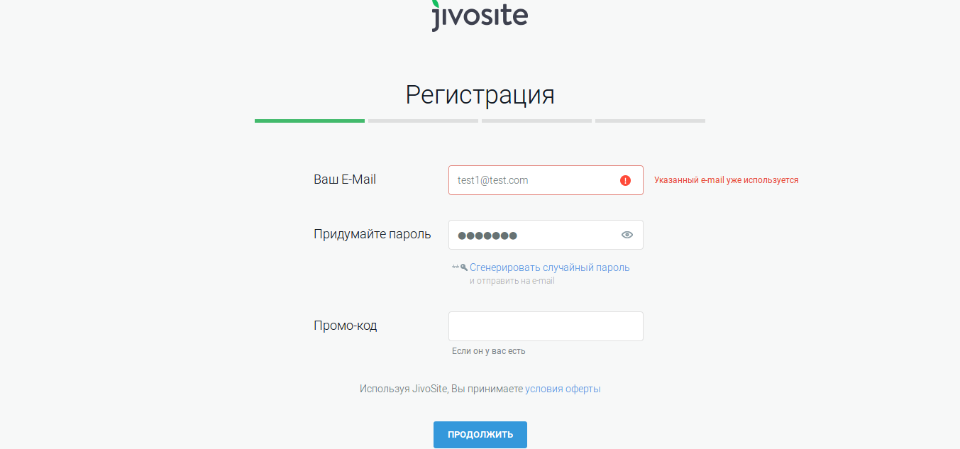 jivosite
Регистрация
Ваш E-Mail
test1@test.com
Указанный e-mail уже используется
Придумайте пароль
Сгенерировать случайный пароль
и отправить на e-mail
Промо-код
Если он у вас есть
Используя JivoSite, Вы принимаете условия оферты
ПРОДОЛЖИТЬ